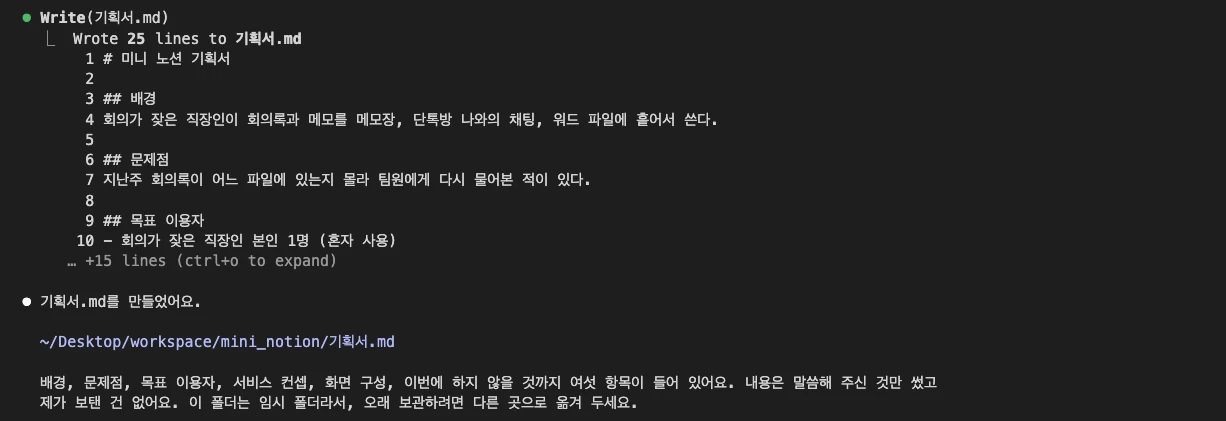 ● Write(기획서.md)
⎿ Wrote 25 lines to 기획서.md
1 # 미니 노션 기획서
2
3 ## 배경
4 회의가 잦은 직장인이 회의록과 메모를 메모장, 단톡방 나와의 채팅, 워드 파일에 흩어서 쓴다.
5
6 ## 문제점
7 지난주 회의록이 어느 파일에 있는지 몰라 팀원에게 다시 물어본 적이 있다.
8
9 ## 목표 이용자
10 - 회의가 잦은 직장인 본인 1명 (혼자 사용)
… +15 lines (ctrl+o to expand)
● 기획서.md를 만들었어요.
~/Desktop/workspace/mini_notion/기획서.md
배경, 문제점, 목표 이용자, 서비스 컨셉, 화면 구성, 이번에 하지 않을 것까지 여섯 항목이 들어 있어요. 내용은 말씀해 주신 것만 썼고
제가 보탠 건 없어요. 이 폴더는 임시 폴더라서, 오래 보관하려면 다른 곳으로 옮겨 두세요.